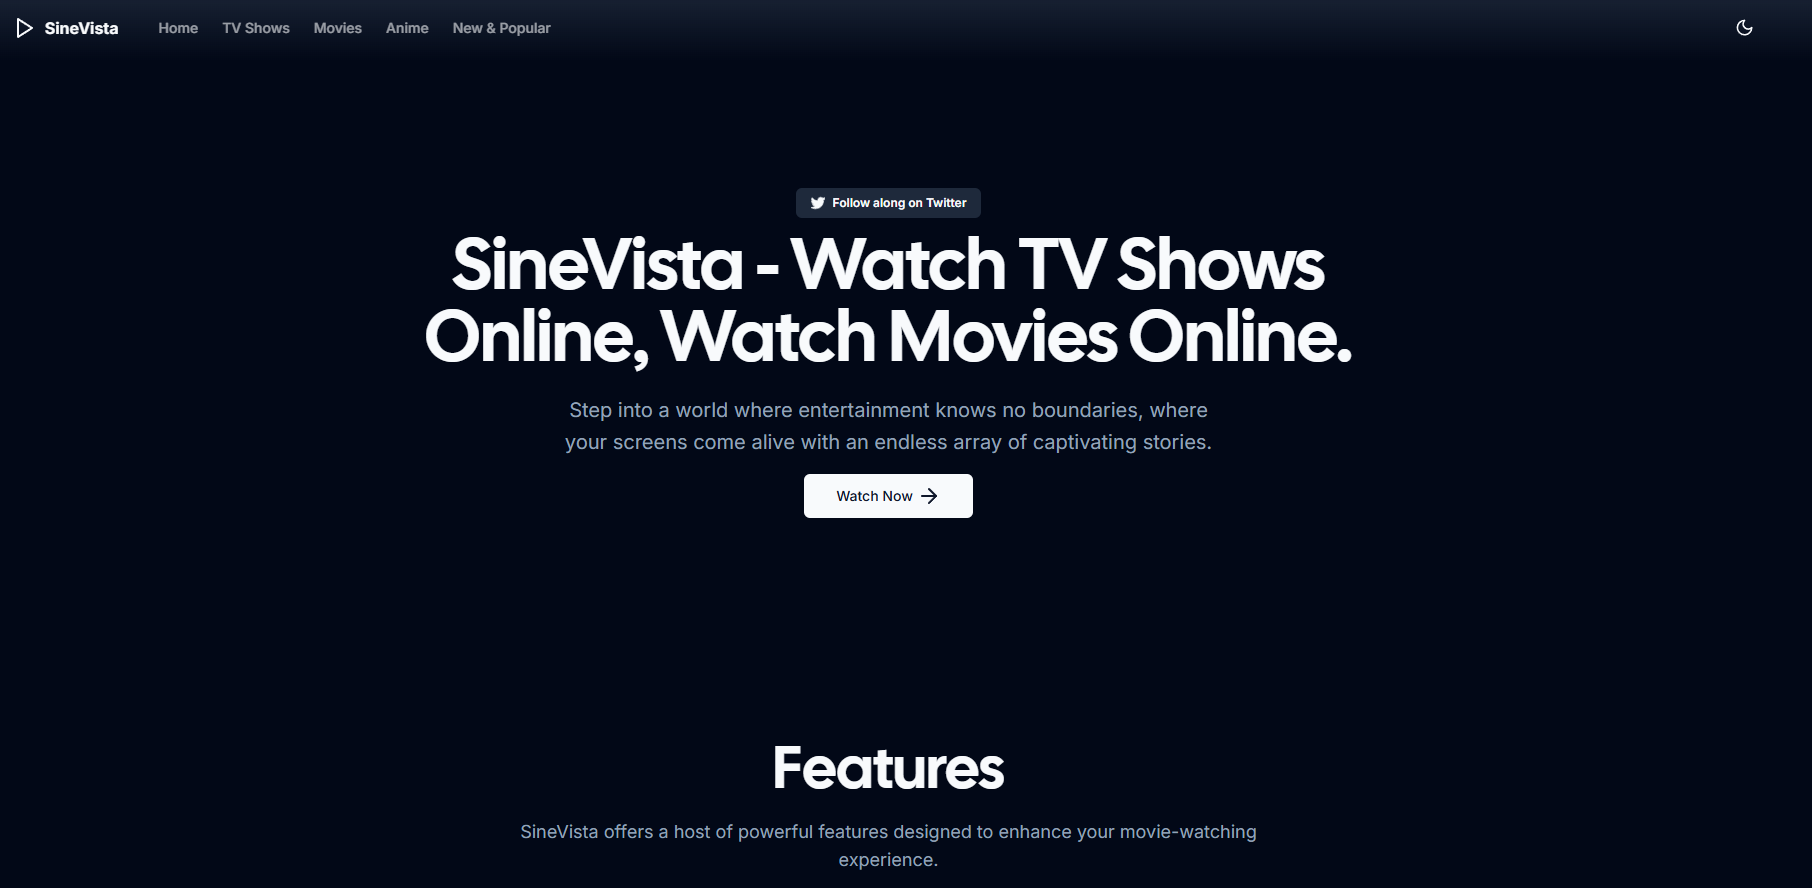 SineVista
Home
TV Shows
Movies
Anime
New & Popular
Follow along on Twitter
SineVista - Watch TV Shows
Online, Watch Movies Online.
Step into a world where entertainment knows no boundaries, where
your screens come alive with an endless array of captivating stories.
Watch Now
Features
SineVista offers a host of powerful features designed to enhance your movie-watching
experience.